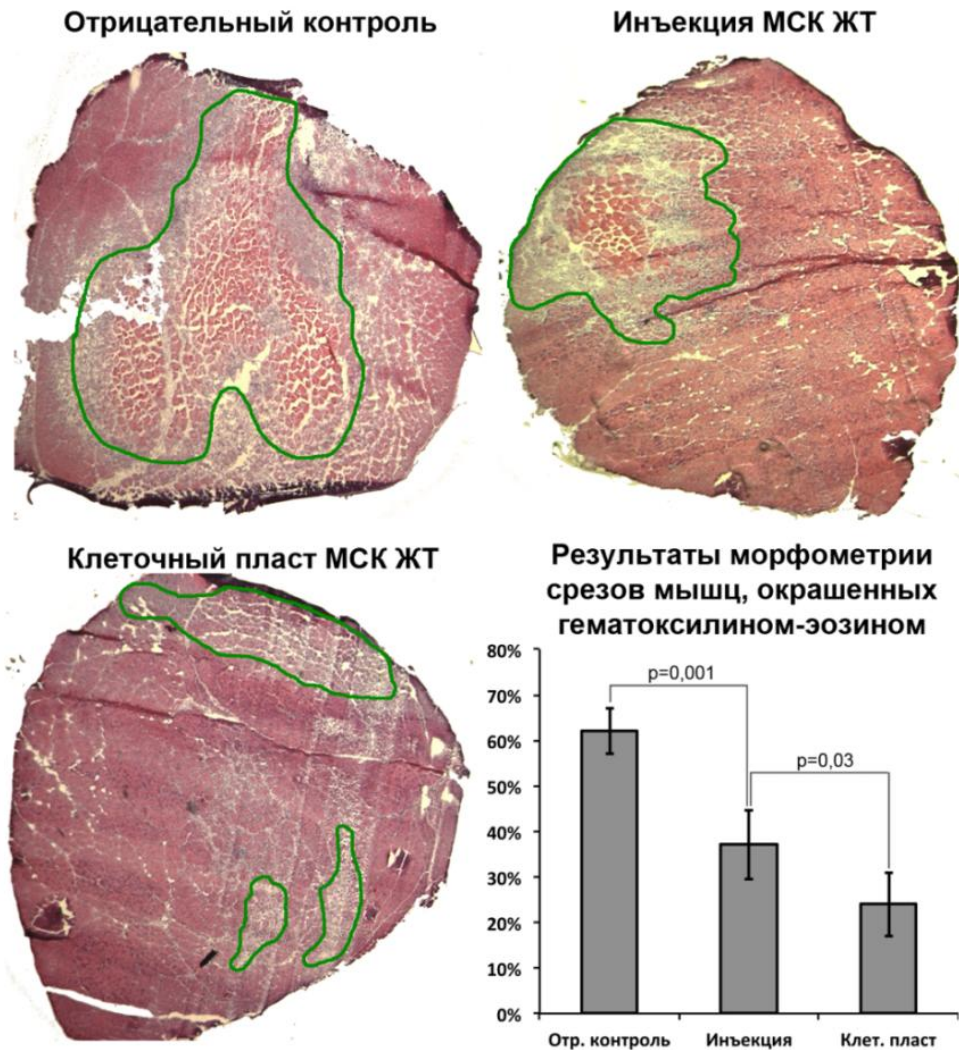 Отрицательный контроль
Инъекция МСК ЖТ
Клеточный пласт МСК ЖТ
Результаты морфометрии
срезов мышц, окрашенных
гематоксилином-эозином
80%
70%
60%
50%
40%
30%
20%
10%
0%
p=0,001
p=0,03
Отр. контроль
Инъекция
Клет. пласт